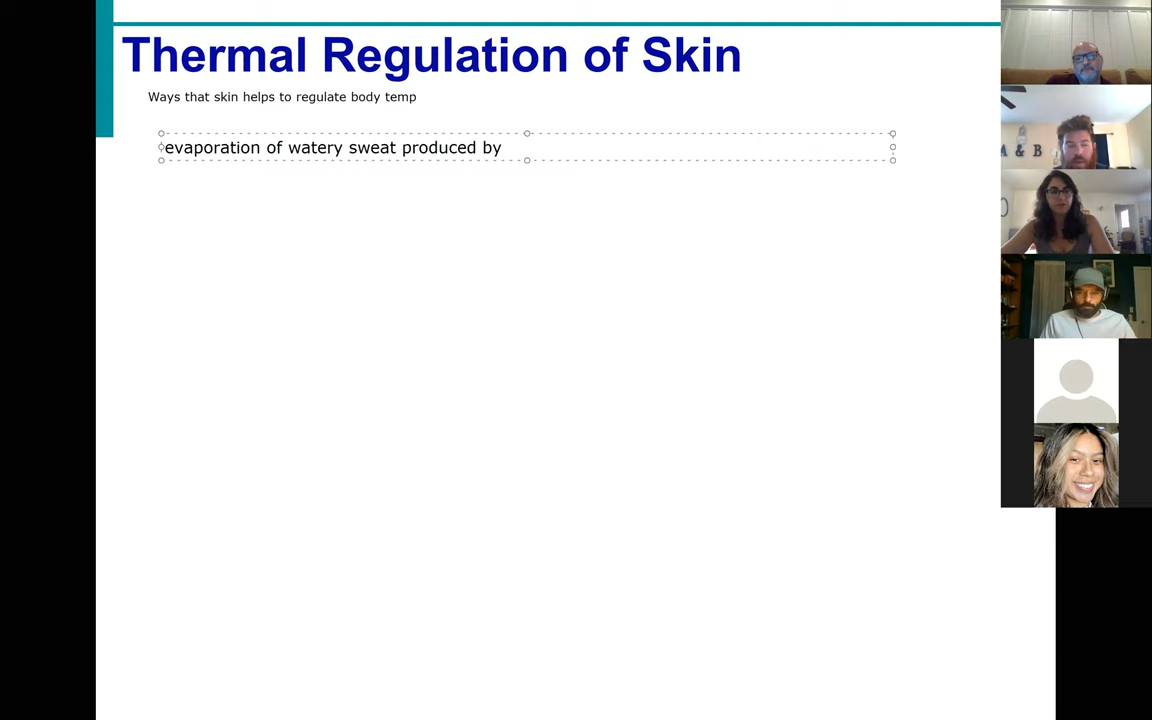 Thermal Regulation of Skin
Ways that skin helps to regulate body temp
evaporation of watery sweat produced by
A & B